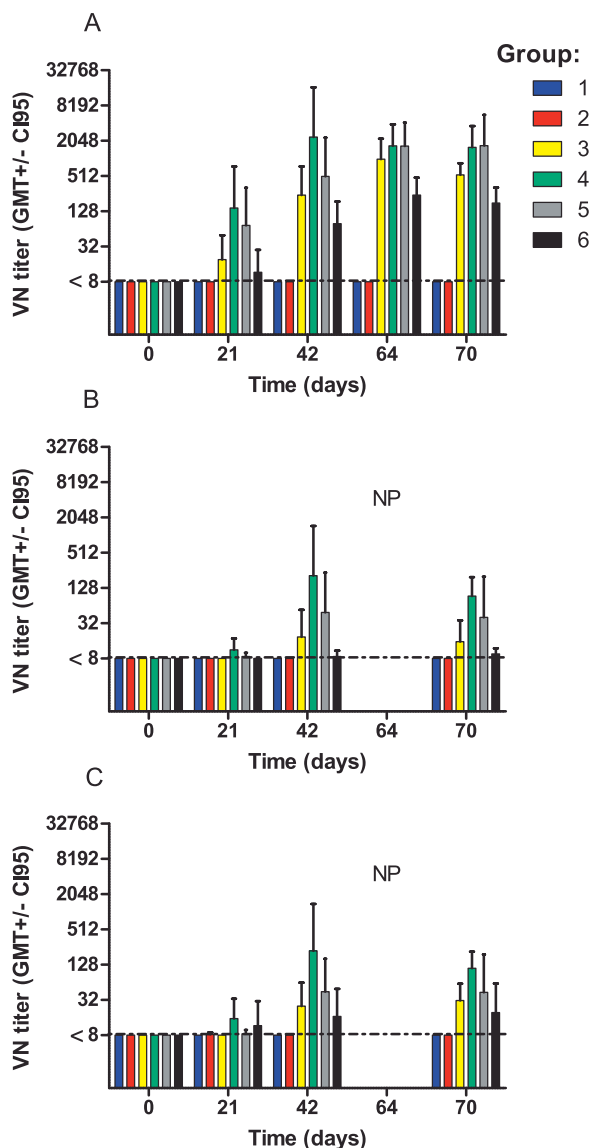 A
Group:
1
2
3
4
5
6
32768
8192
2048
512
128
32
< 8
VN titer (GMT+/- CI95)
0 21 42 64 70
Time (days)
B
32768
8192
2048
512
128
32
< 8
VN titer (GMT+/- CI95)
NP
0 21 42 64 70
Time (days)
C
32768
8192
2048
512
128
32
< 8
VN titer (GMT+/- CI95)
NP
0 21 42 64 70
Time (days)